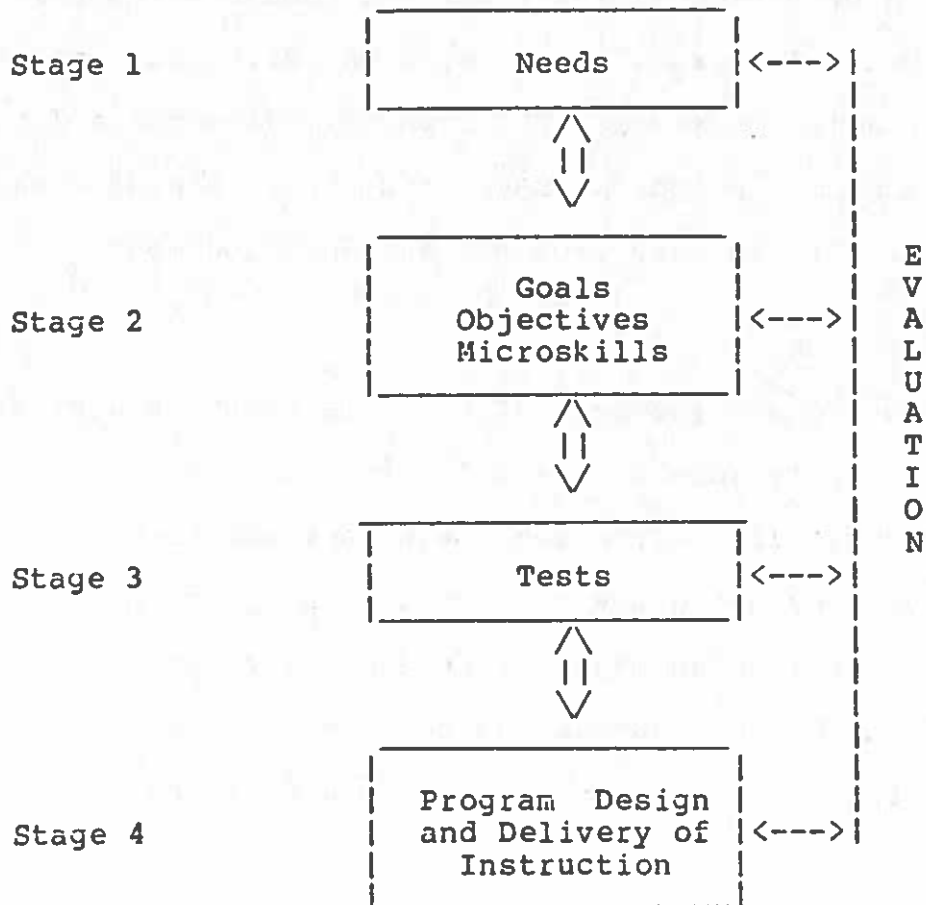 Stage 1
Needs
<--->
Stage 2
Goals
Objectives
Microskills
<--->
EVALUATION
Stage 3
Tests
<--->
Stage 4
Program Design
and Delivery of
Instruction
<--->